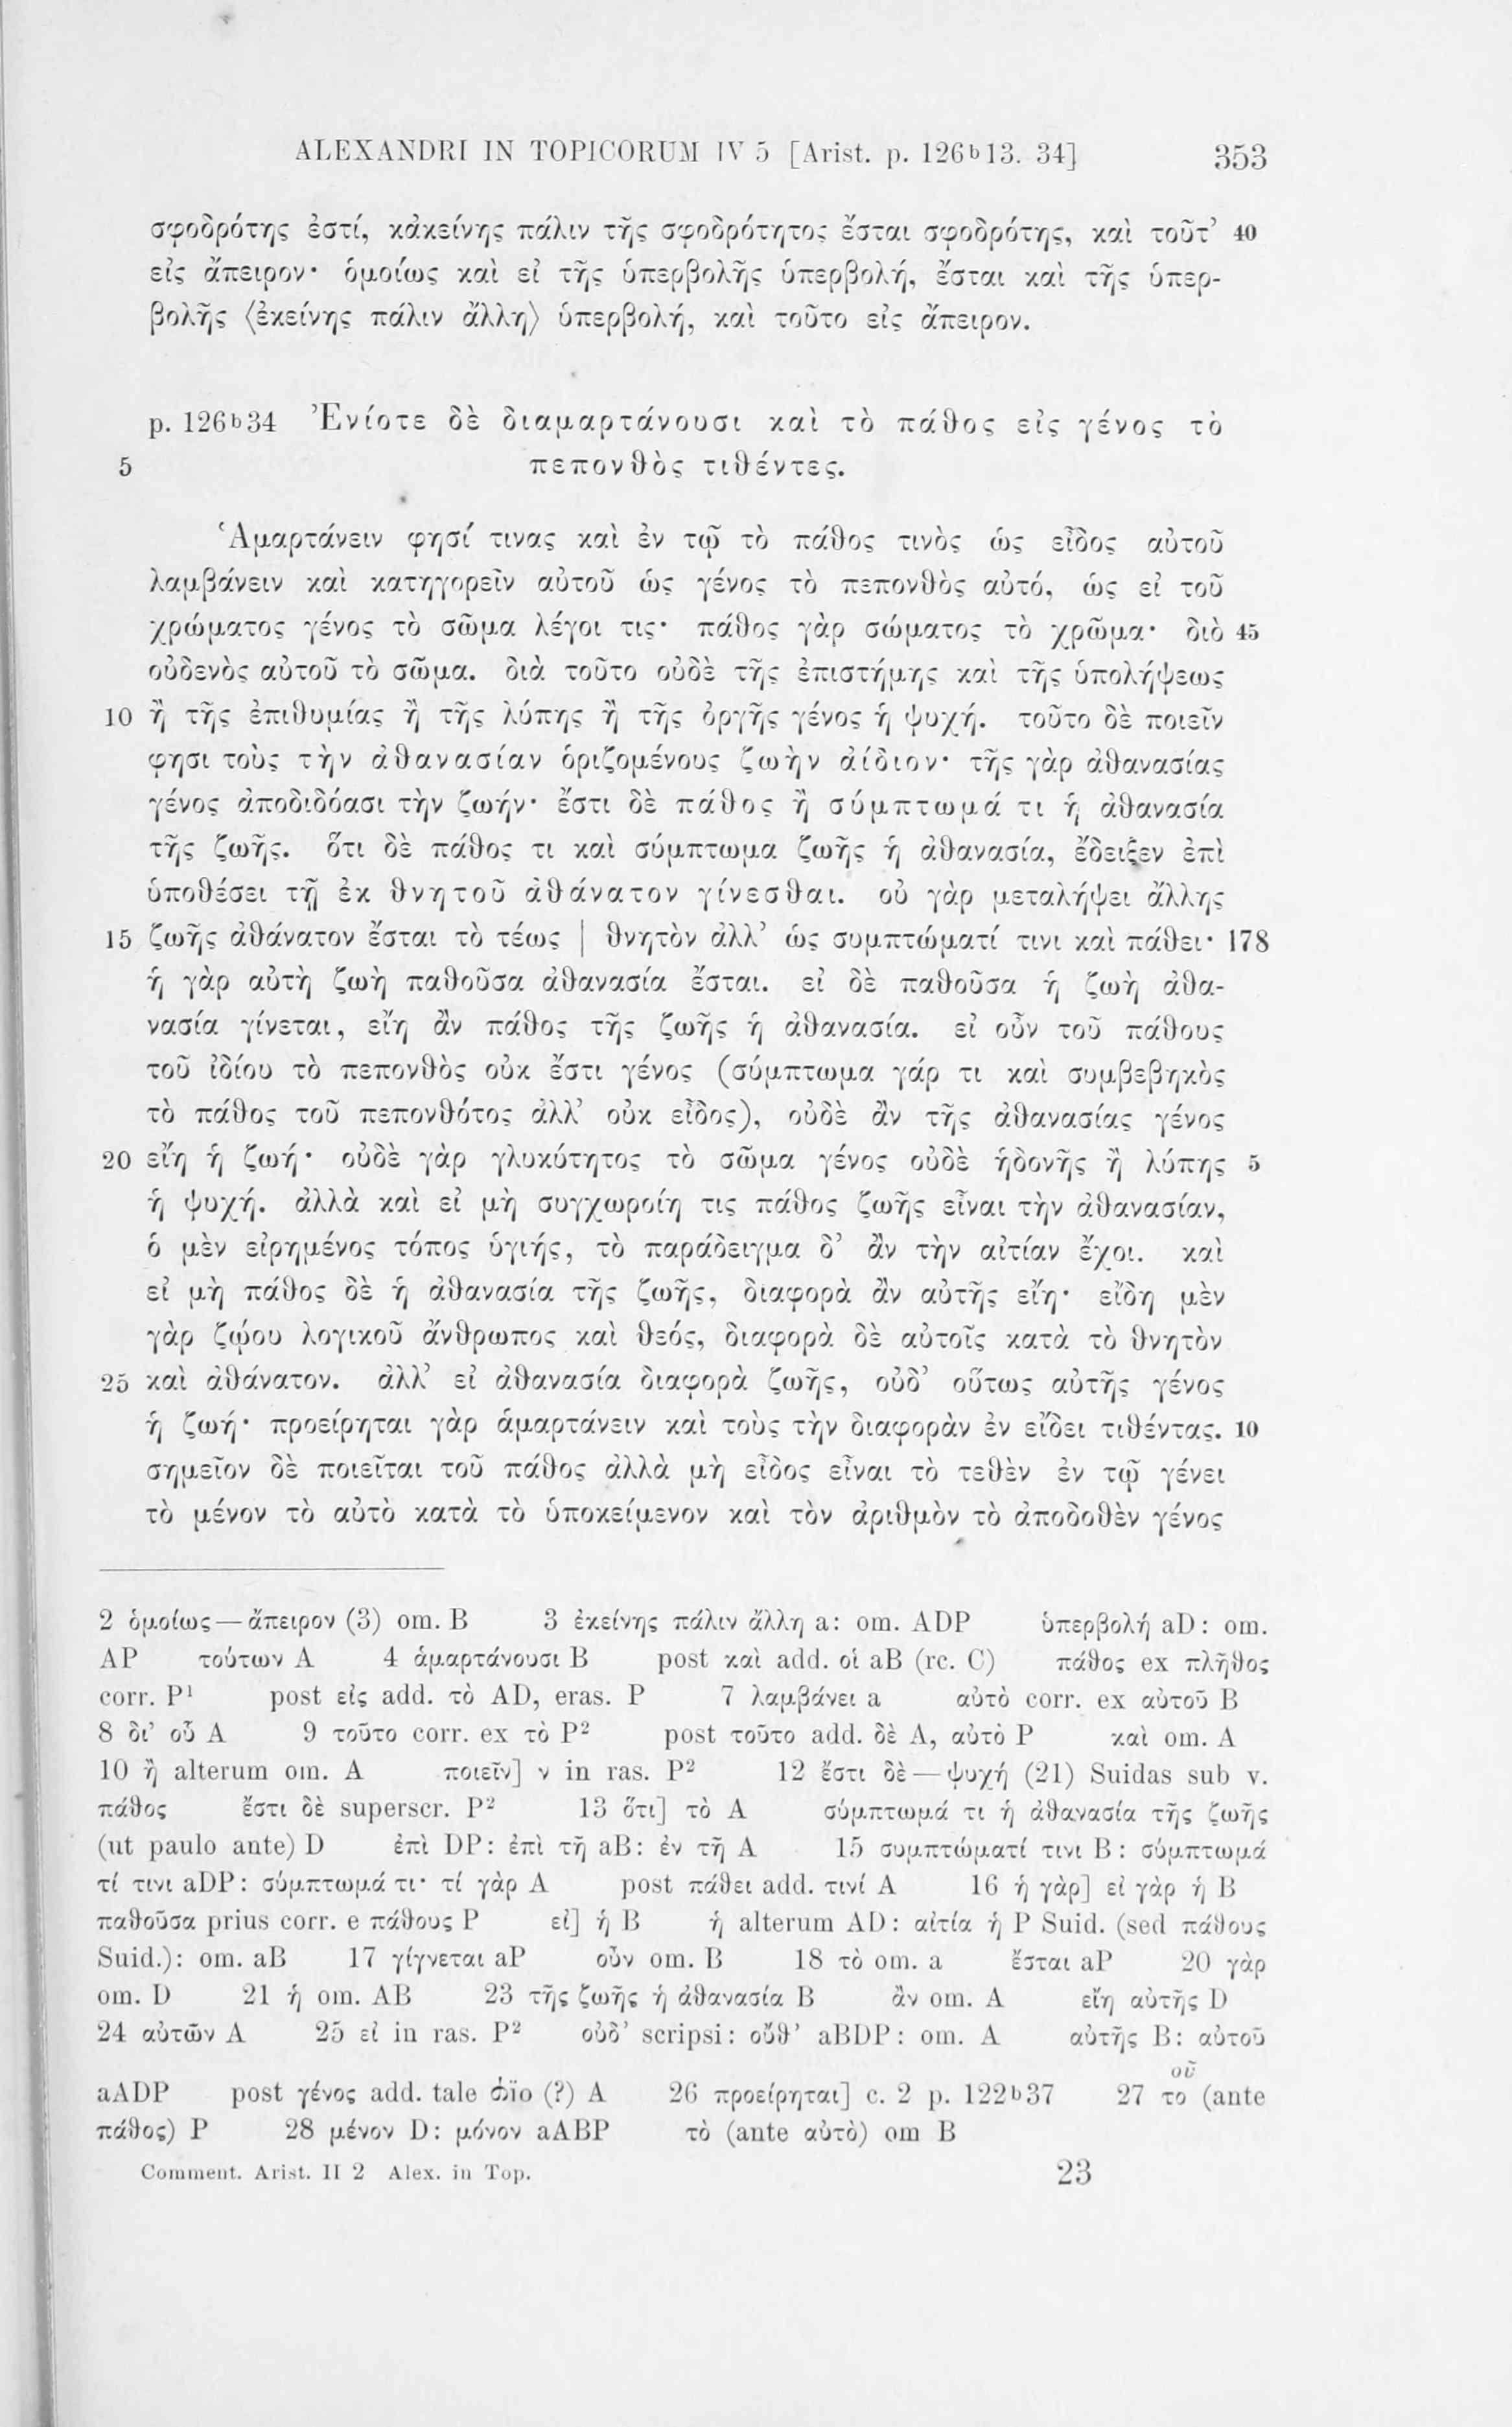 ALEXANDRI IN TOPICORUM IV 5 [Arist. p. 126ᵇ13. 34] 353
σφοδρότης ἐστί, κἀκείνης πάλιν τῆς σφοδρότητος ἔσται σφοδρότης, καὶ τοῦτ’ 40
εἰς ἄπειρον· ὁμοίως καὶ εἰ τῆς ὑπερβολῆς ὑπερβολή, ἔσται καὶ τῆς ὑπερ-
βολῆς ⟨ἐκείνης πάλιν ἄλλη⟩ ὑπερβολή, καὶ τοῦτο εἰς ἄπειρον.
p. 126ᵇ34 Ἐνίοτε δὲ διαμαρτάνουσι καὶ τὸ πάθος εἰς γένος τὸ
5 πεπονθὸς τιθέντες.
Ἁμαρτάνειν φησί τινας καὶ ἐν τῷ τὸ πάθος τινὸς ὡς εἶδος αὐτοῦ
λαμβάνειν καὶ κατηγορεῖν αὐτοῦ ὡς γένος τὸ πεπονθὸς αὐτό, ὡς εἰ τοῦ
χρώματος γένος τὸ σῶμα λέγοι τις· πάθος γὰρ σώματος τὸ χρῶμα· διὸ 45
οὐδενὸς αὐτοῦ τὸ σῶμα. διὰ τοῦτο οὐδὲ τῆς ἐπιστήμης καὶ τῆς ὑπολήψεως
10 ἢ τῆς ἐπιθυμίας ἢ τῆς λύπης ἢ τῆς ὀργῆς γένος ἡ ψυχή. τοῦτο δὲ ποιεῖν
φησι τοὺς τὴν ἀθανασίαν ὁριζομένους ζωὴν ἀίδιον· τῆς γὰρ ἀθανασίας
γένος ἀποδιδόασι τὴν ζωήν· ἔστι δὲ πάθος ἢ σύμπτωμά τι ἡ ἀθανασία
τῆς ζωῆς. ὅτι δὲ πάθος τι καὶ σύμπτωμα ζωῆς ἡ ἀθανασία, ἔδειξεν ἐπὶ
ὑποθέσει τῇ ἐκ θνητοῦ ἀθάνατον γίνεσθαι. οὐ γὰρ μεταλήψει ἄλλης
15 ζωῆς ἀθάνατον ἔσται τὸ τέως | θνητὸν ἀλλ’ ὡς συμπτώματί τινι καὶ πάθει· 178
ἡ γὰρ αὐτὴ ζωὴ παθοῦσα ἀθανασία ἔσται. εἰ δὲ παθοῦσα ἡ ζωὴ ἀθα-
νασία γίνεται, εἴη ἂν πάθος τῆς ζωῆς ἡ ἀθανασία. εἰ οὖν τοῦ πάθους
τοῦ ἰδίου τὸ πεπονθὸς οὐκ ἔστι γένος (σύμπτωμα γάρ τι καὶ συμβεβηκὸς
τὸ πάθος τοῦ πεπονθότος ἀλλ’ οὐκ εἶδος), οὐδὲ ἂν τῆς ἀθανασίας γένος
20 εἴη ἡ ζωή· οὐδὲ γὰρ γλυκύτητος τὸ σῶμα γένος οὐδὲ ἡδονῆς ἢ λύπης 5
ἡ ψυχή. ἀλλὰ καὶ εἰ μὴ συγχωροίη τις πάθος ζωῆς εἶναι τὴν ἀθανασίαν,
ὁ μὲν εἰρημένος τόπος ὑγιής, τὸ παράδειγμα δ’ ἂν τὴν αἰτίαν ἔχοι. καὶ
εἰ μὴ πάθος δὲ ἡ ἀθανασία τῆς ζωῆς, διαφορὰ ἂν αὐτῆς εἴη· εἴδη μὲν
γὰρ ζῴου λογικοῦ ἄνθρωπος καὶ θεός, διαφορὰ δὲ αὐτοῖς κατὰ τὸ θνητὸν
25 καὶ ἀθάνατον. ἀλλ’ εἰ ἀθανασία διαφορὰ ζωῆς, οὐδ’ οὕτως αὐτῆς γένος
ἡ ζωή· προείρηται γὰρ ἁμαρτάνειν καὶ τοὺς τὴν διαφορὰν ἐν εἴδει τιθέντας. 10
σημεῖον δὲ ποιεῖται τοῦ πάθος ἀλλὰ μὴ εἶδος εἶναι τὸ τεθὲν ἐν τῷ γένει
τὸ μένον τὸ αὐτὸ κατὰ τὸ ὑποκείμενον καὶ τὸν ἀριθμὸν τὸ ἀποδοθὲν γένος
2 ὁμοίως — ἄπειρον (3) om. B 3 ἐκείνης πάλιν ἄλλη a: om. ADP ὑπερβολή aD: om.
AP τούτων A 4 ἁμαρτάνουσι B post καὶ add. οἱ aB (rc. C) πάθος ex πλῆθος
corr. P¹ post εἰς add. τὸ AD, eras. P 7 λαμβάνει a αὐτὸ corr. ex αὐτοῦ B
8 δι’ οὗ A 9 τοῦτο corr. ex τὸ P² post τοῦτο add. δὲ A, αὐτὸ P καὶ om. A
10 ἢ alterum om. A ποιεῖν] ν in ras. P² 12 ἔστι δὲ — ψυχή (21) Suidas sub v.
πάθος ἔστι δὲ superscr. P² 13 ὅτι] τὸ A σύμπτωμά τι ἡ ἀθανασία τῆς ζωῆς
(ut paulo ante) D ἐπὶ DP: ἐπὶ τῇ aB: ἐν τῇ A 15 συμπτώματί τινι B: σύμπτωμά
τί τινι aDP: σύμπτωμά τι· τί γὰρ A post πάθει add. τινί A 16 ἡ γὰρ] εἰ γὰρ ἡ B
παθοῦσα prius corr. e πάθους P εἰ] ἡ B ἡ alterum AD: αἰτία ἡ P Suid. (sed πάθους
Suid.): om. aB 17 γίγνεται aP οὖν om. B 18 τὸ om. a ἔσται aP 20 γὰρ
om. D 21 ἡ om. AB 23 τῆς ζωῆς ἡ ἀθανασία B ἂν om. A εἴη αὐτῆς D
24 αὐτῶν A 25 εἰ in ras. P² οὐδ’ scripsi: οὔθ’ aBDP: om. A αὐτῆς B: αὐτοῦ
aADP post γένος add. tale (?) A 26 προείρηται] c. 2 p. 122ᵇ37 27 το οῦ (ante
πάθος) P 28 μένον D: μόνον aABP τὸ (ante αὐτὸ) om B
Comment. Arist. II 2 Alex. in Top. 23